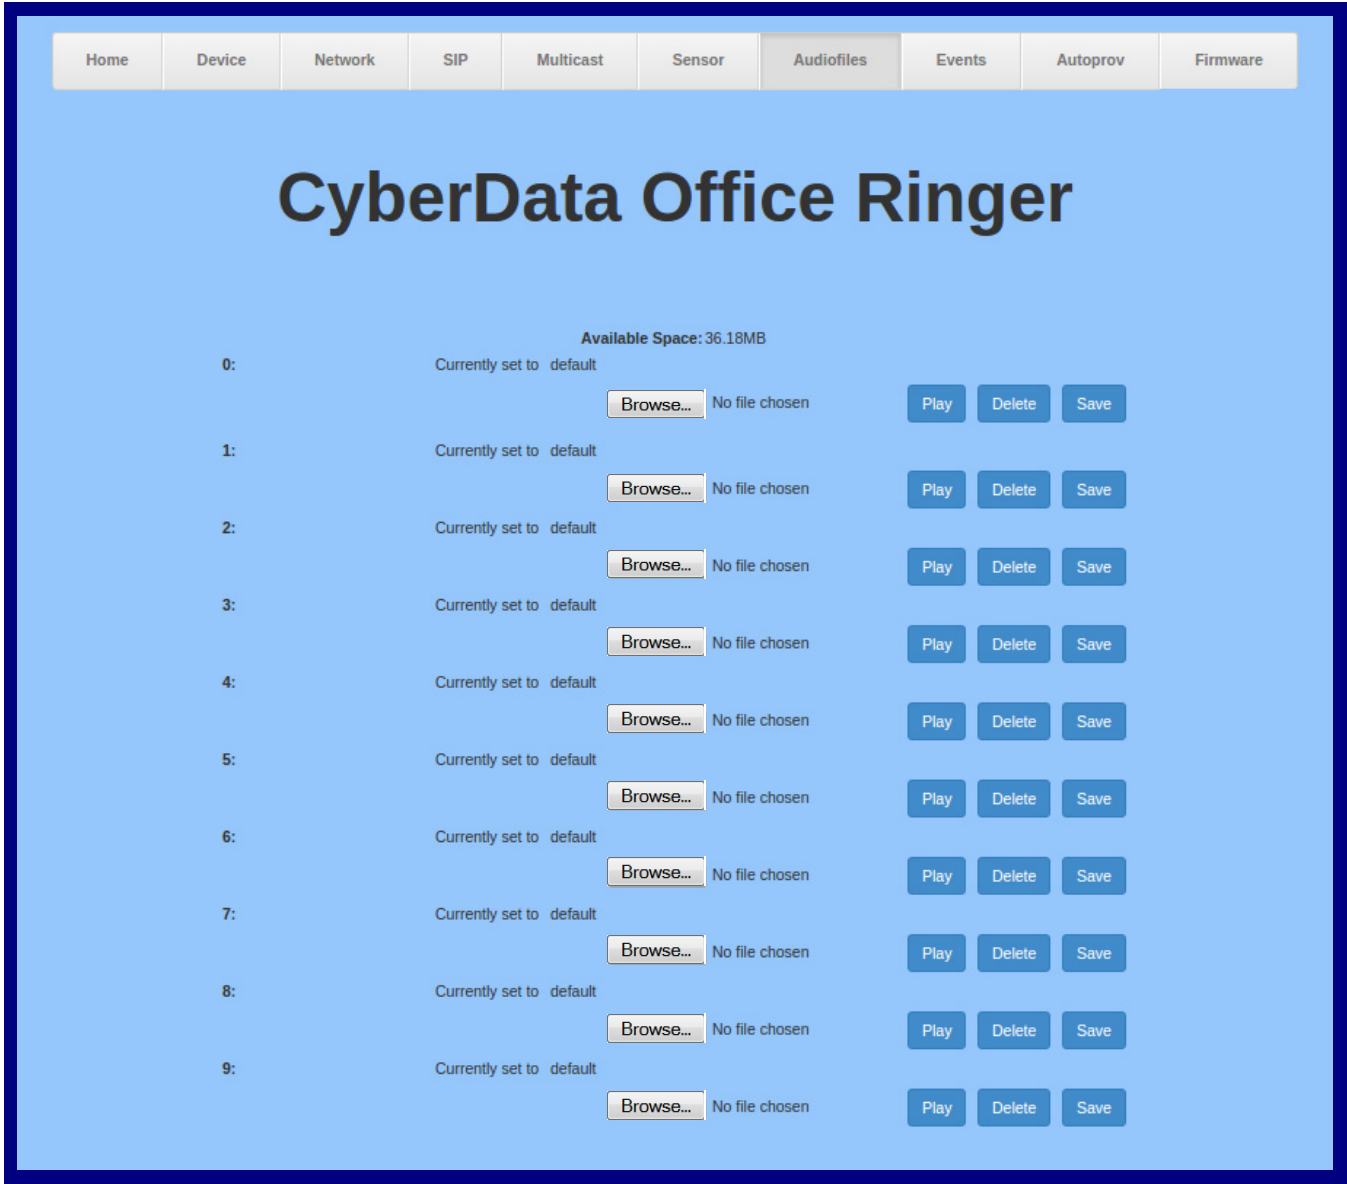 Home Device Network SIP Multicast Sensor Audiofiles Events Autoprov Firmware
CyberData Office Ringer
Available Space: 36.18MB
0: Currently set to default
Browse... No file chosen Play Delete Save
1: Currently set to default
Browse... No file chosen Play Delete Save
2: Currently set to default
Browse... No file chosen Play Delete Save
3: Currently set to default
Browse... No file chosen Play Delete Save
4: Currently set to default
Browse... No file chosen Play Delete Save
5: Currently set to default
Browse... No file chosen Play Delete Save
6: Currently set to default
Browse... No file chosen Play Delete Save
7: Currently set to default
Browse... No file chosen Play Delete Save
8: Currently set to default
Browse... No file chosen Play Delete Save
9: Currently set to default
Browse... No file chosen Play Delete Save